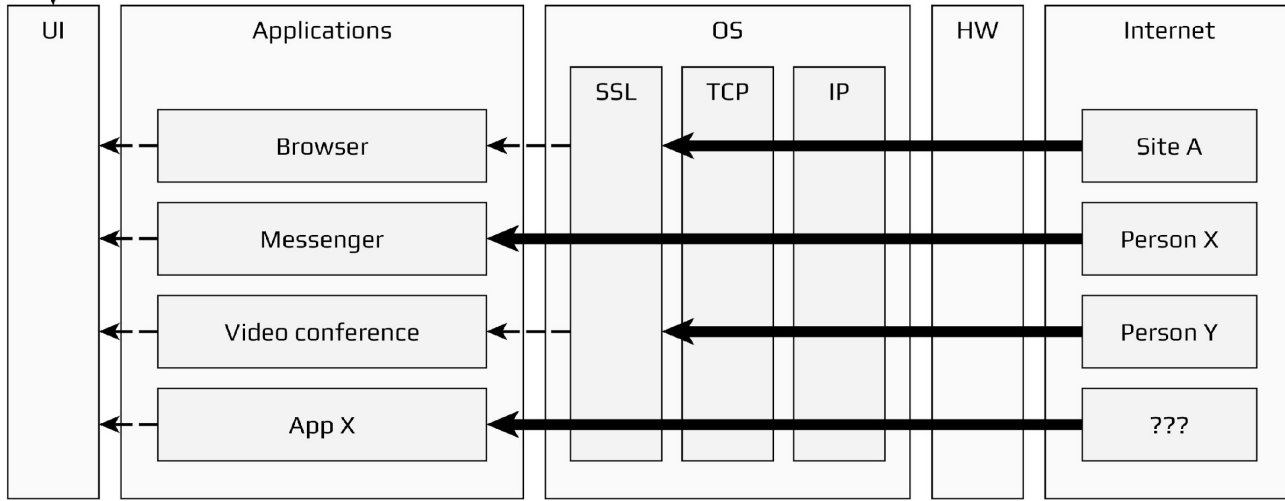 UI
Applications
OS
HW
Internet
SSL
TCP
IP
Browser
Site A
Messenger
Person X
Video conference
Person Y
App X
???